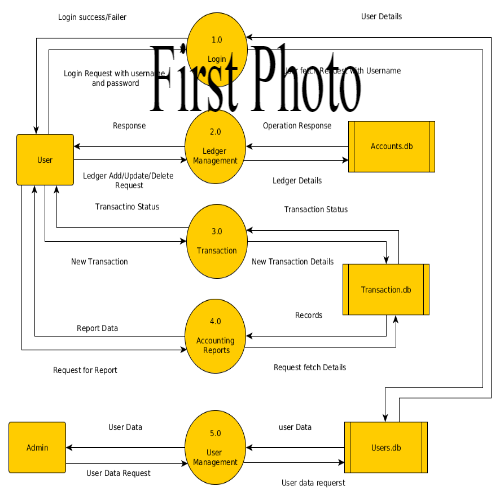 Login success/Failer
User Details
1.0
Login
First Photo
Login Request with username
and password
User fetch Request with Username
Response
2.0
Ledger
Management
Operation Response
Accounts.db
User
Ledger Add/Update/Delete
Request
Ledger Details
Transactino Status
3.0
Transaction
Transaction Status
New Transaction
New Transaction Details
Transaction.db
4.0
Accounting
Reports
Records
Report Data
Request for Report
Request fetch Details
User Data
5.0
User
Management
user Data
Admin
Users.db
User Data Request
User data requerst